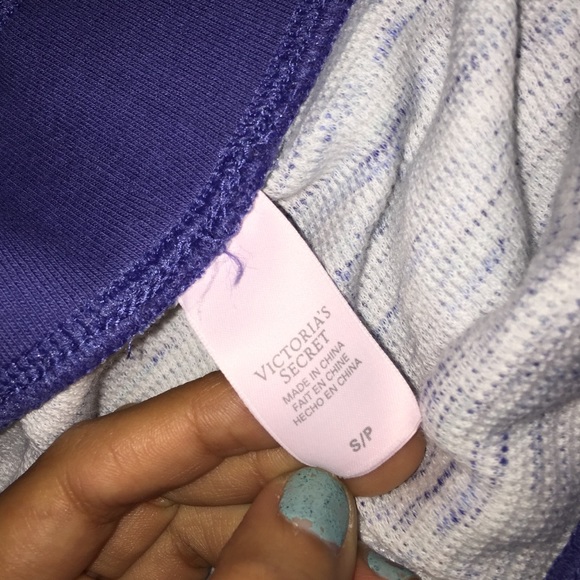 VICTORIA'S
SECRET
MADE IN CHINA
FAIT EN CHINE
HECHO EN CHINA
S/P